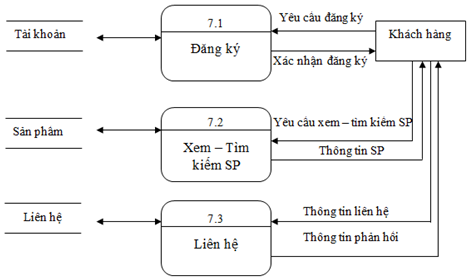 7.1
Yêu cầu đăng ký
Tài khoản
Đăng ký
Khách hàng
Xác nhận đăng ký
7.2
Yêu cầu xem – tìm kiếm SP
Sản phẩm
Xem – Tìm
kiếm SP
Thông tin SP
7.3
Thông tin liên hệ
Liên hệ
Liên hệ
Thông tin phản hồi